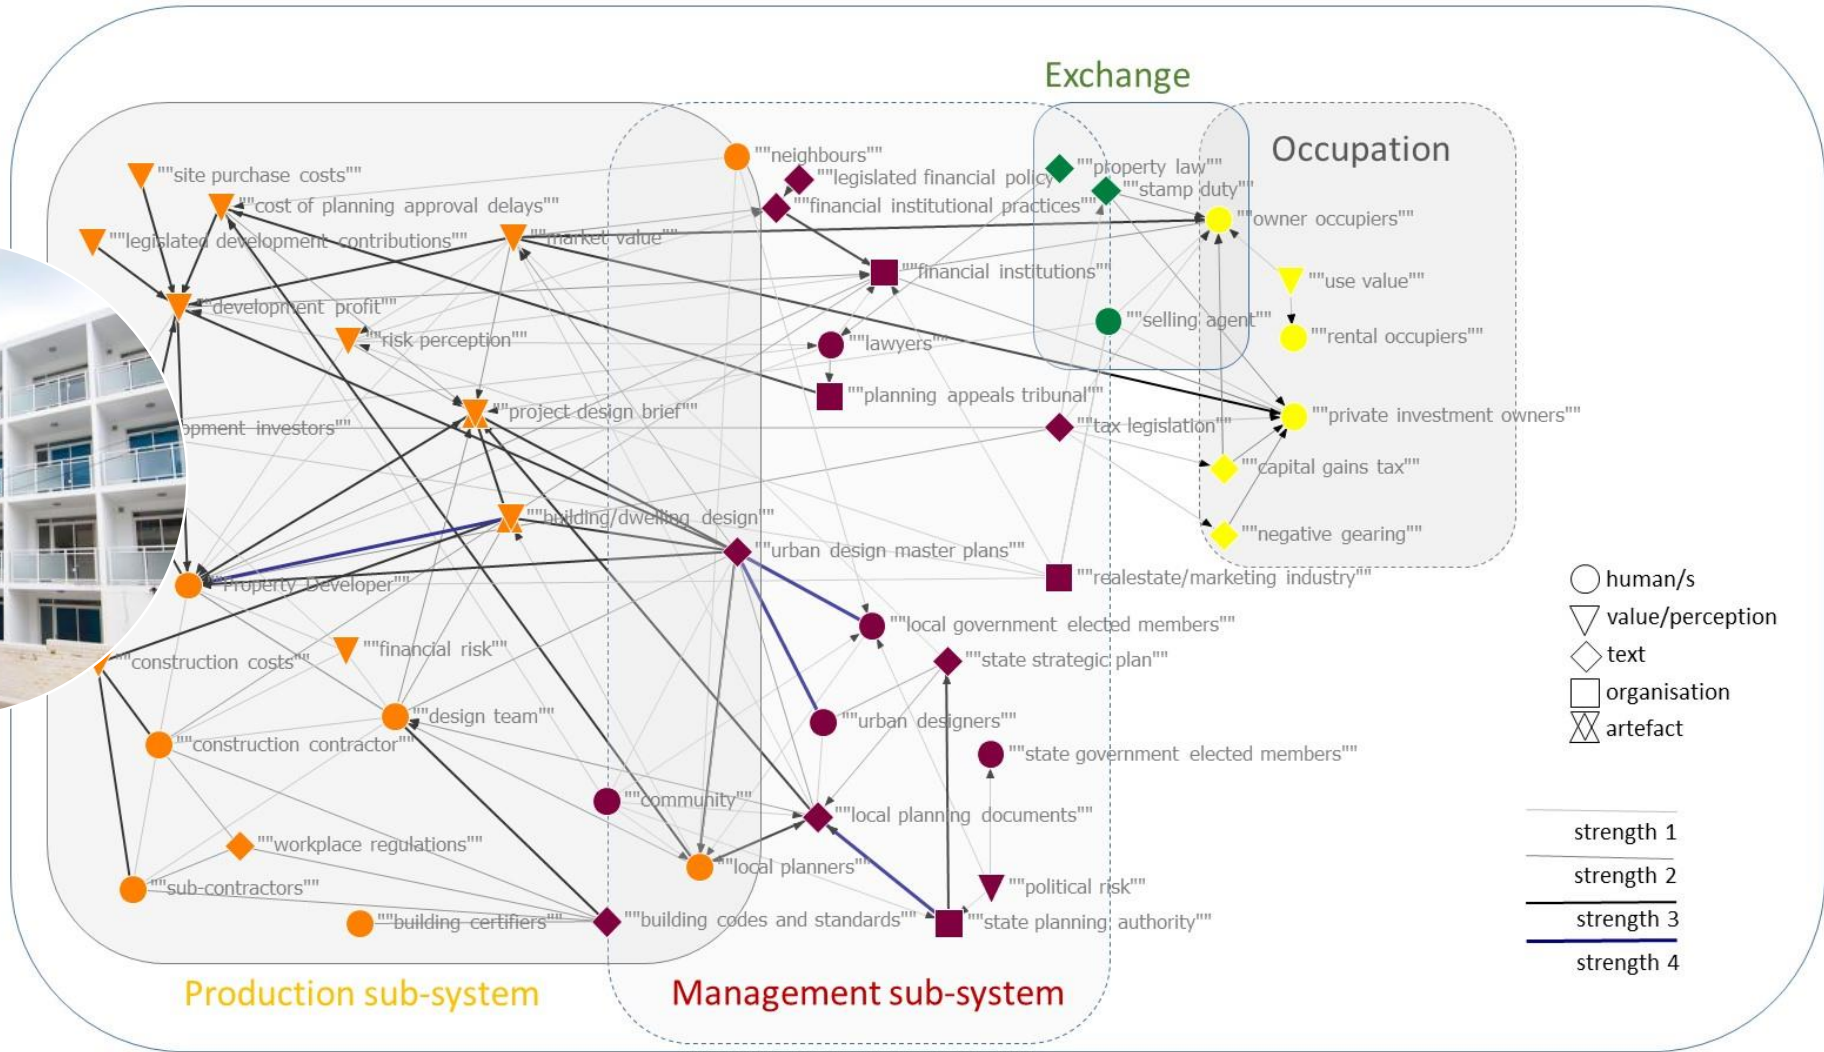 Exchange
Occupation
""neighbours""
""site purchase costs""
""legislated financial policy
""property law""
""stamp duty""
""cost of planning approval delays""
""financial institutional practices""
""owner occupiers""
""legislated development contributions""
""market value""
""financial institutions""
""use value""
""development profit""
""selling agent""
""risk perception""
""lawyers""
""rental occupiers""
""planning appeals tribunal""
""project design brief""
""private investment owners""
opment investors""
""tax legislation""
""capital gains tax""
""building/dwelling design""
""negative gearing""
""urban design master plans""
""Property Developer""
""realestate/marketing industry""
""local government elected members""
""financial risk""
""construction costs""
""state strategic plan""
""design team""
""urban designers""
""construction contractor""
""state government elected members""
""community""
""local planning documents""
""workplace regulations""
""local planners""
""sub-contractors""
""political risk""
""building certifiers""
""building codes and standards""
""state planning authority""
Production sub-system
Management sub-system
human/s
value/perception
text
organisation
artefact
strength 1
strength 2
strength 3
strength 4